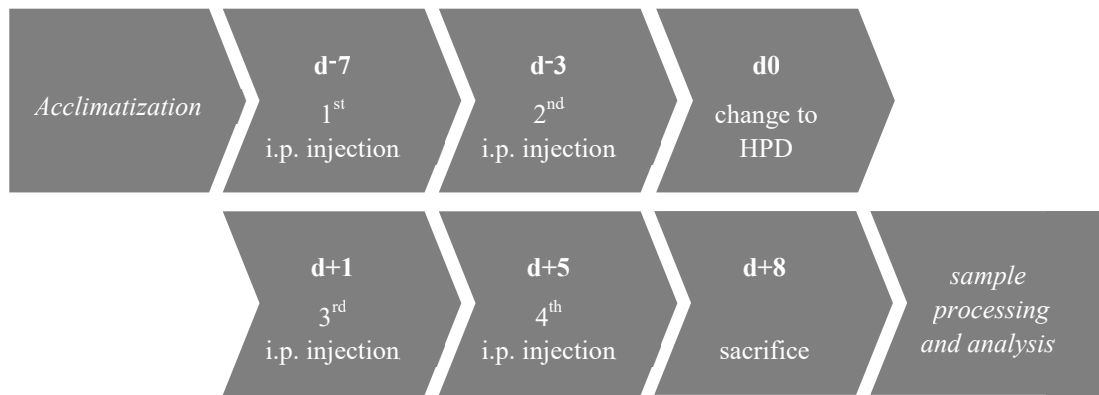 Acclimatization
d-7
1st
i.p. injection
d-3
2nd
i.p. injection
d0
change to
HPD
d+1
3rd
i.p. injection
d+5
4th
i.p. injection
d+8
sacrifice
sample
processing
and analysis